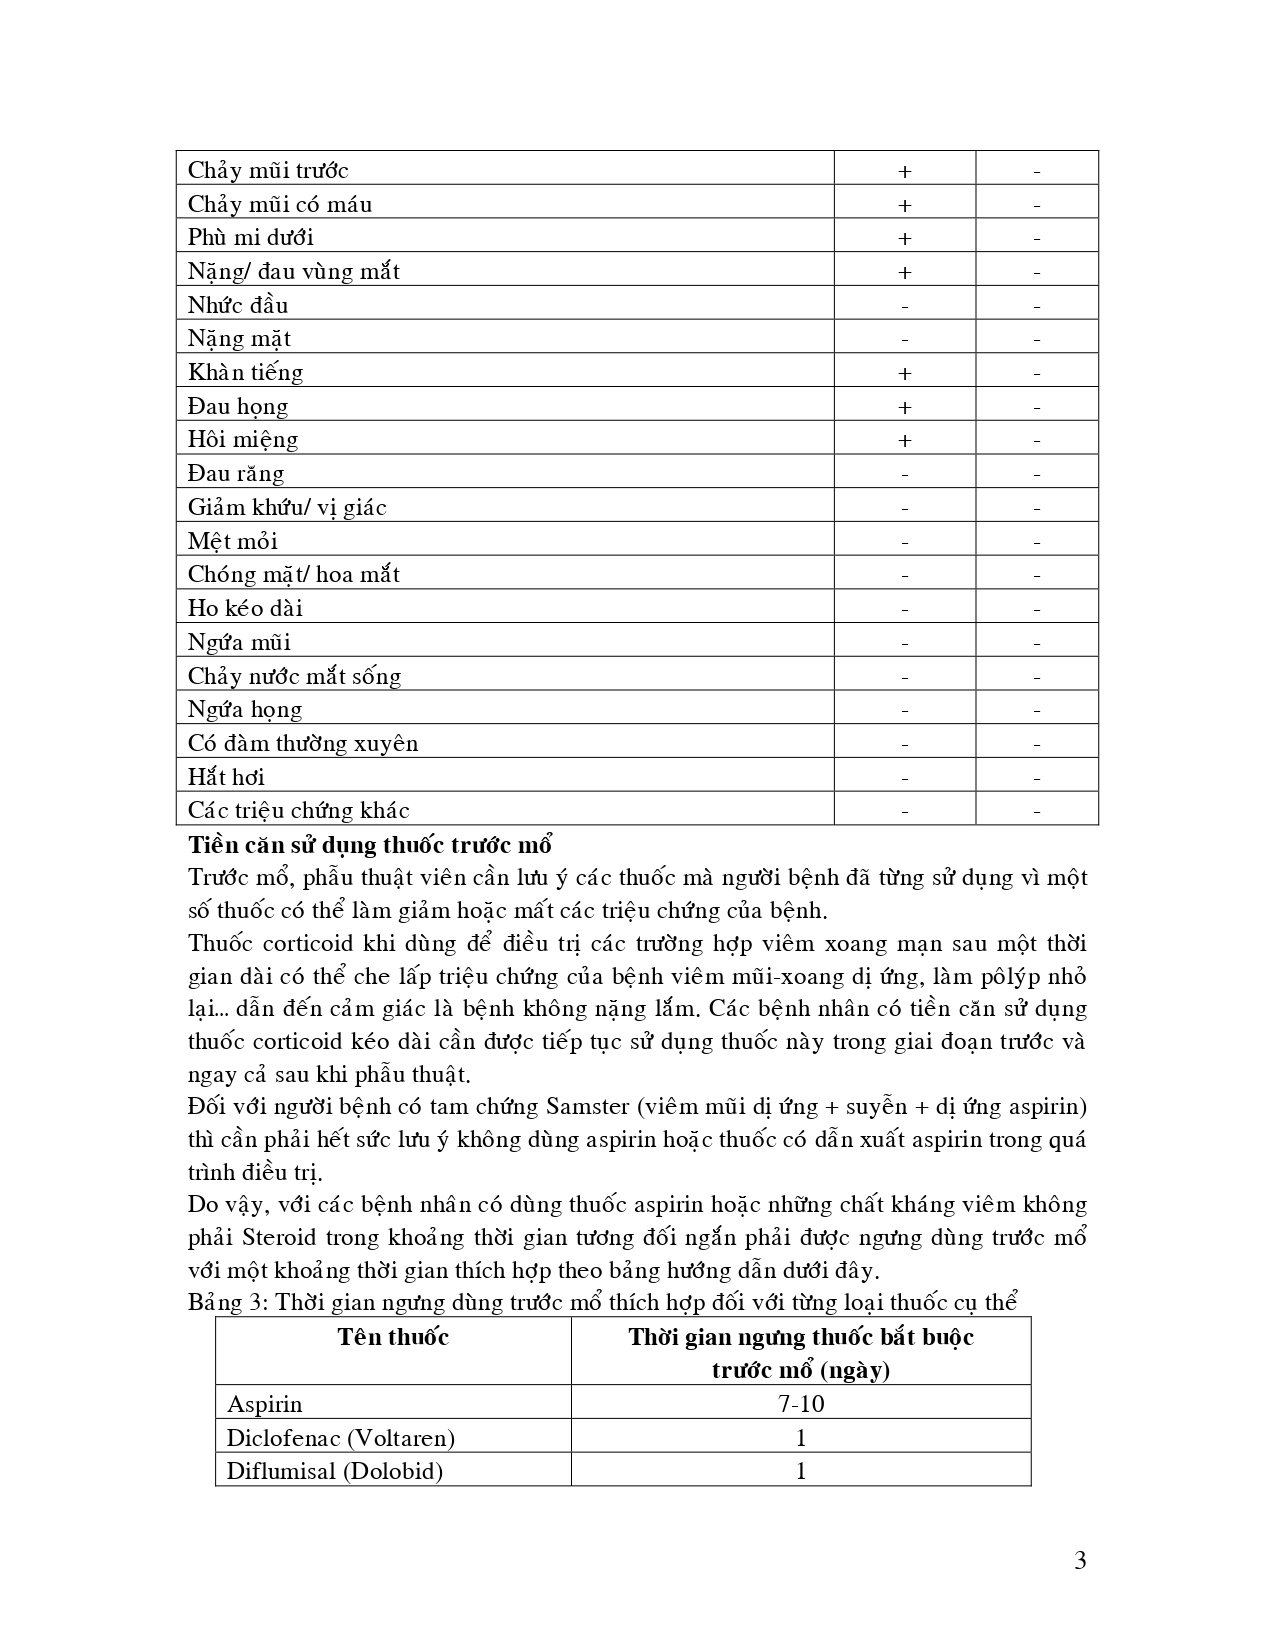 Chảy mũi trước + -
Chảy mũi có máu + -
Phù mi dưới + -
Nặng/ đau vùng mắt + -
Nhức đầu - -
Nặng mặt - -
Khàn tiếng + -
Đau họng + -
Hôi miệng + -
Đau răng - -
Giảm khứu/ vị giác - -
Mệt mỏi - -
Chóng mặt/ hoa mắt - -
Ho kéo dài - -
Ngứa mũi - -
Chảy nước mắt sống - -
Ngứa họng - -
Có đàm thường xuyên - -
Hắt hơi - -
Các triệu chứng khác - -
Tiền căn sử dụng thuốc trước mổ
Trước mổ, phẫu thuật viên cần lưu ý các thuốc mà người bệnh đã từng sử dụng vì một
số thuốc có thể làm giảm hoặc mất các triệu chứng của bệnh.
Thuốc corticoid khi dùng để điều trị các trường hợp viêm xoang mạn sau một thời
gian dài có thể che lấp triệu chứng của bệnh viêm mũi-xoang dị ứng, làm pôlýp nhỏ
lại... dẫn đến cảm giác là bệnh không nặng lắm. Các bệnh nhân có tiền căn sử dụng
thuốc corticoid kéo dài cần được tiếp tục sử dụng thuốc này trong giai đoạn trước và
ngay cả sau khi phẫu thuật.
Đối với người bệnh có tam chứng Samster (viêm mũi dị ứng + suyễn + dị ứng aspirin)
thì cần phải hết sức lưu ý không dùng aspirin hoặc thuốc có dẫn xuất aspirin trong quá
trình điều trị.
Do vậy, với các bệnh nhân có dùng thuốc aspirin hoặc những chất kháng viêm không
phải Steroid trong khoảng thời gian tương đối ngắn phải được ngưng dùng trước mổ
với một khoảng thời gian thích hợp theo bảng hướng dẫn dưới đây.
Bảng 3: Thời gian ngưng dùng trước mổ thích hợp đối với từng loại thuốc cụ thể
Tên thuốc Thời gian ngưng thuốc bắt buộc
trước mổ (ngày)
Aspirin 7-10
Diclofenac (Voltaren) 1
Diflumisal (Dolobid) 1
3